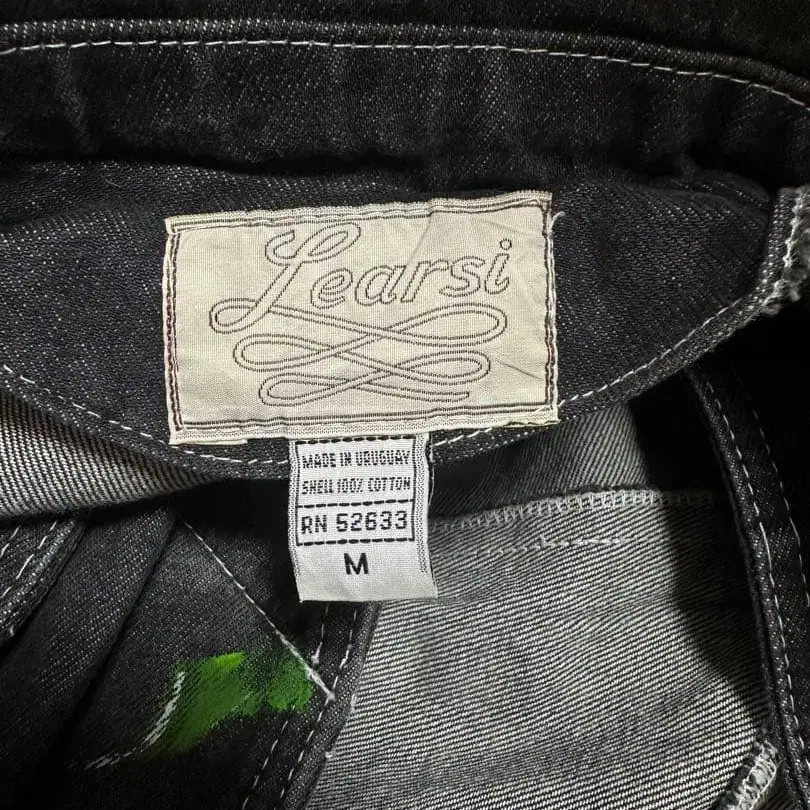 Learsi
MADE IN URUGUAY
SHELL 100% COTTON
RN 52633
M